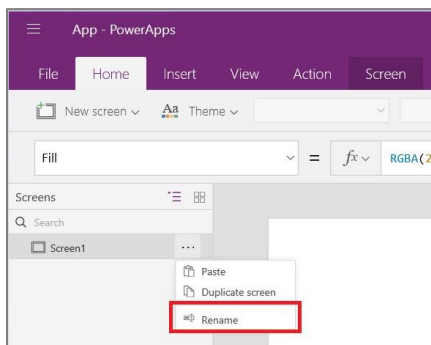 App - PowerApps
File Home Insert View Action Screen
New screen Aa Theme
Fill = fx RGBA(2
Screens
Search
Screen1 ...
Paste
Duplicate screen
Rename